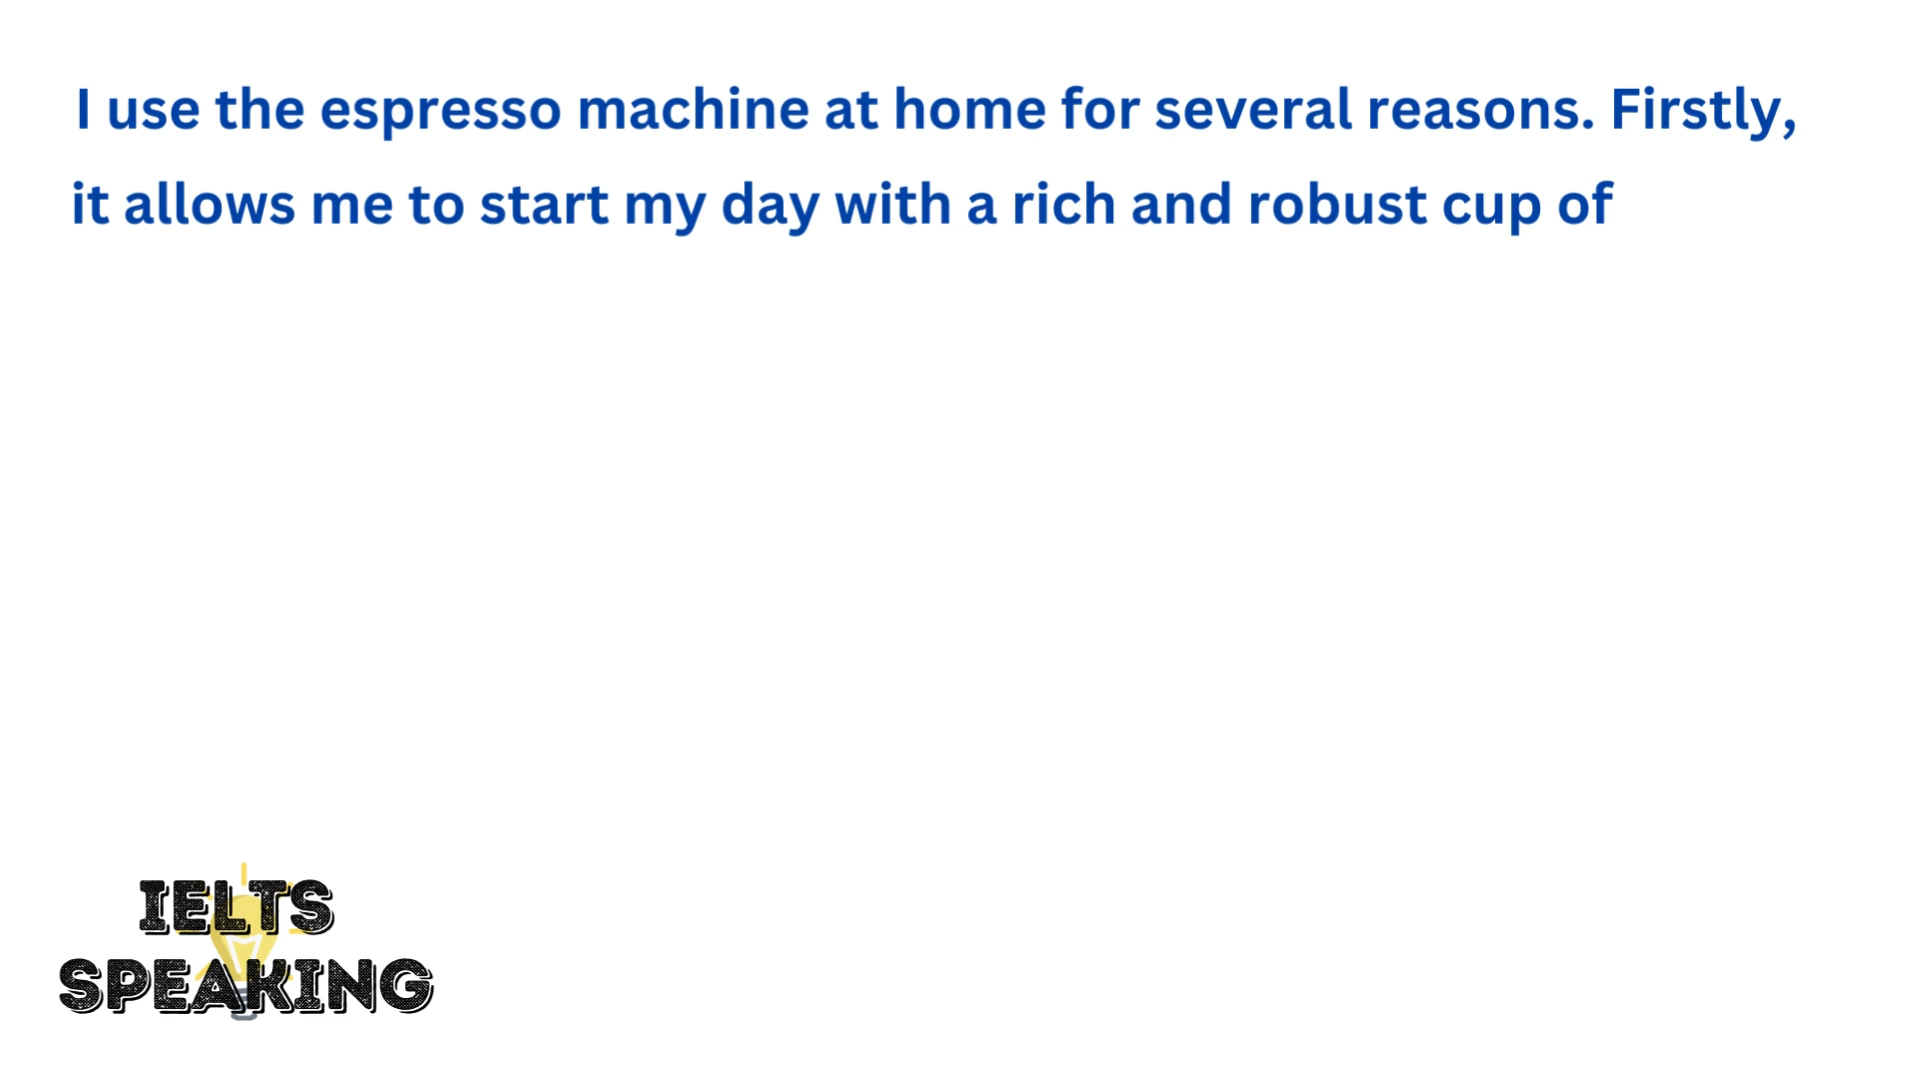 I use the espresso machine at home for several reasons. Firstly,
it allows me to start my day with a rich and robust cup of
IELTS
SPEAKING